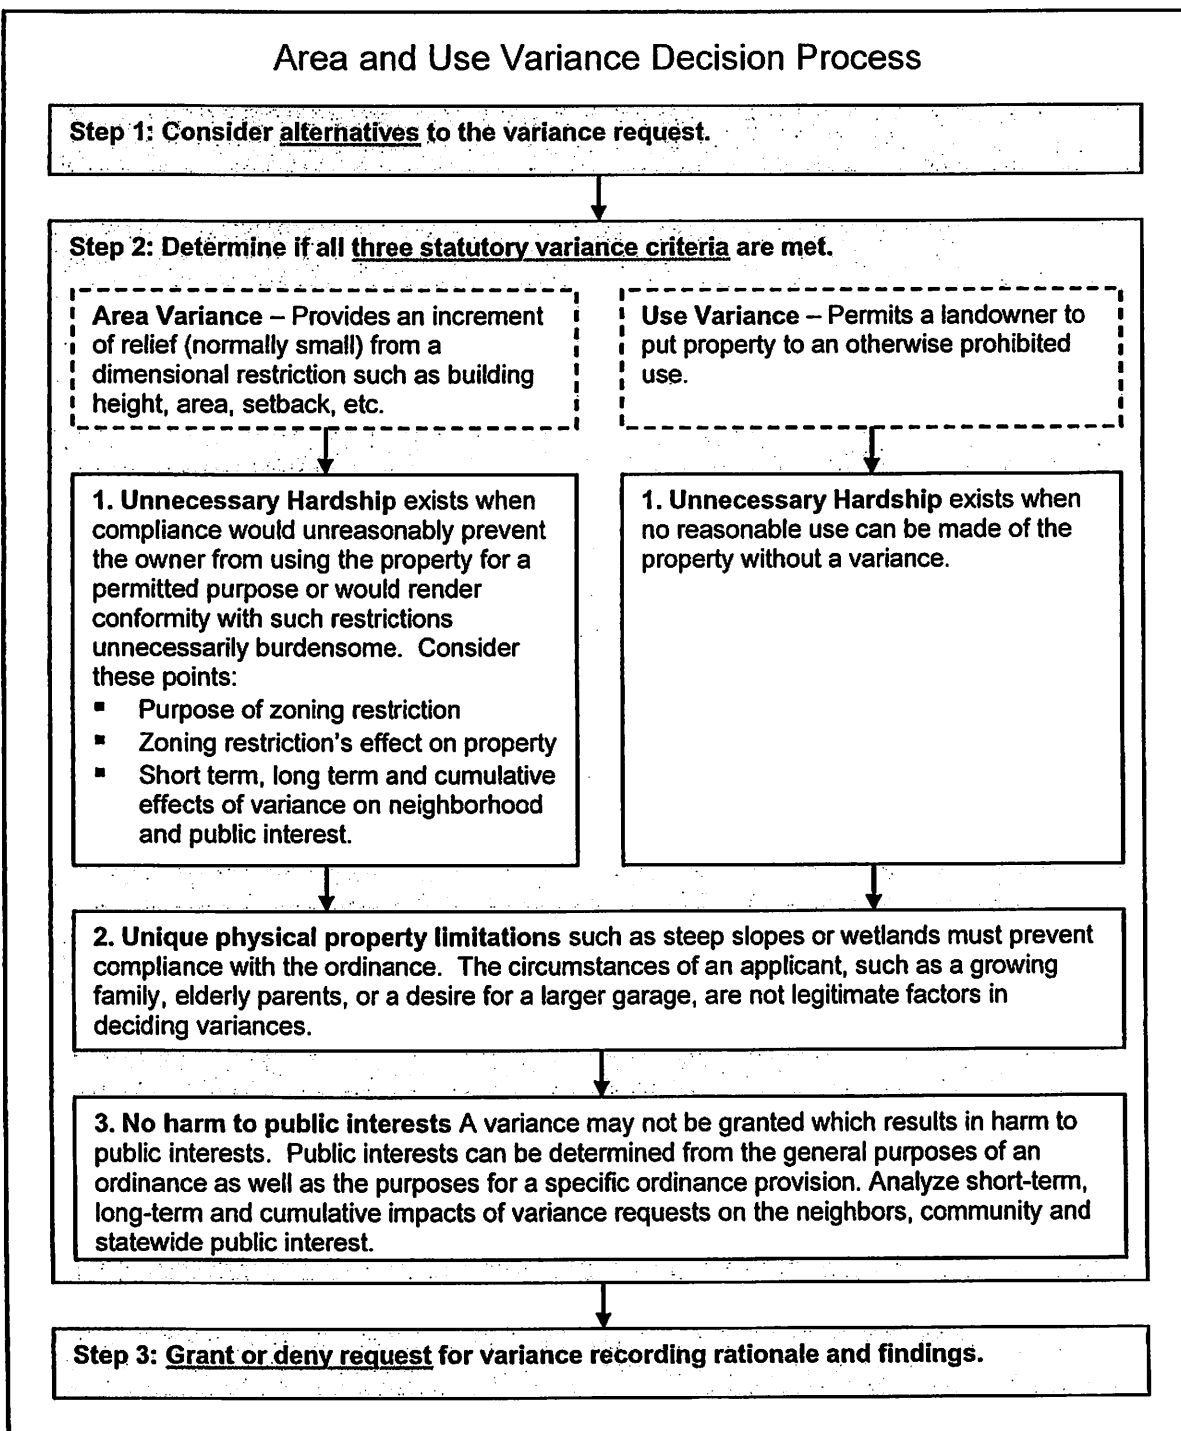 Area and Use Variance Decision Process
Step 1: Consider alternatives to the variance request.
Step 2: Determine if all three statutory variance criteria are met.
Area Variance – Provides an increment
of relief (normally small) from a
dimensional restriction such as building
height, area, setback, etc.
Use Variance – Permits a landowner to
put property to an otherwise prohibited
use.
1. Unnecessary Hardship exists when
compliance would unreasonably prevent
the owner from using the property for a
permitted purpose or would render
conformity with such restrictions
unnecessarily burdensome.  Consider
these points:
▪ Purpose of zoning restriction
▪ Zoning restriction's effect on property
▪ Short term, long term and cumulative
effects of variance on neighborhood
and public interest.
1. Unnecessary Hardship exists when
no reasonable use can be made of the
property without a variance.
2. Unique physical property limitations such as steep slopes or wetlands must prevent
compliance with the ordinance.  The circumstances of an applicant, such as a growing
family, elderly parents, or a desire for a larger garage, are not legitimate factors in
deciding variances.
3. No harm to public interests A variance may not be granted which results in harm to
public interests.  Public interests can be determined from the general purposes of an
ordinance as well as the purposes for a specific ordinance provision. Analyze short-term,
long-term and cumulative impacts of variance requests on the neighbors, community and
statewide public interest.
Step 3: Grant or deny request for variance recording rationale and findings.